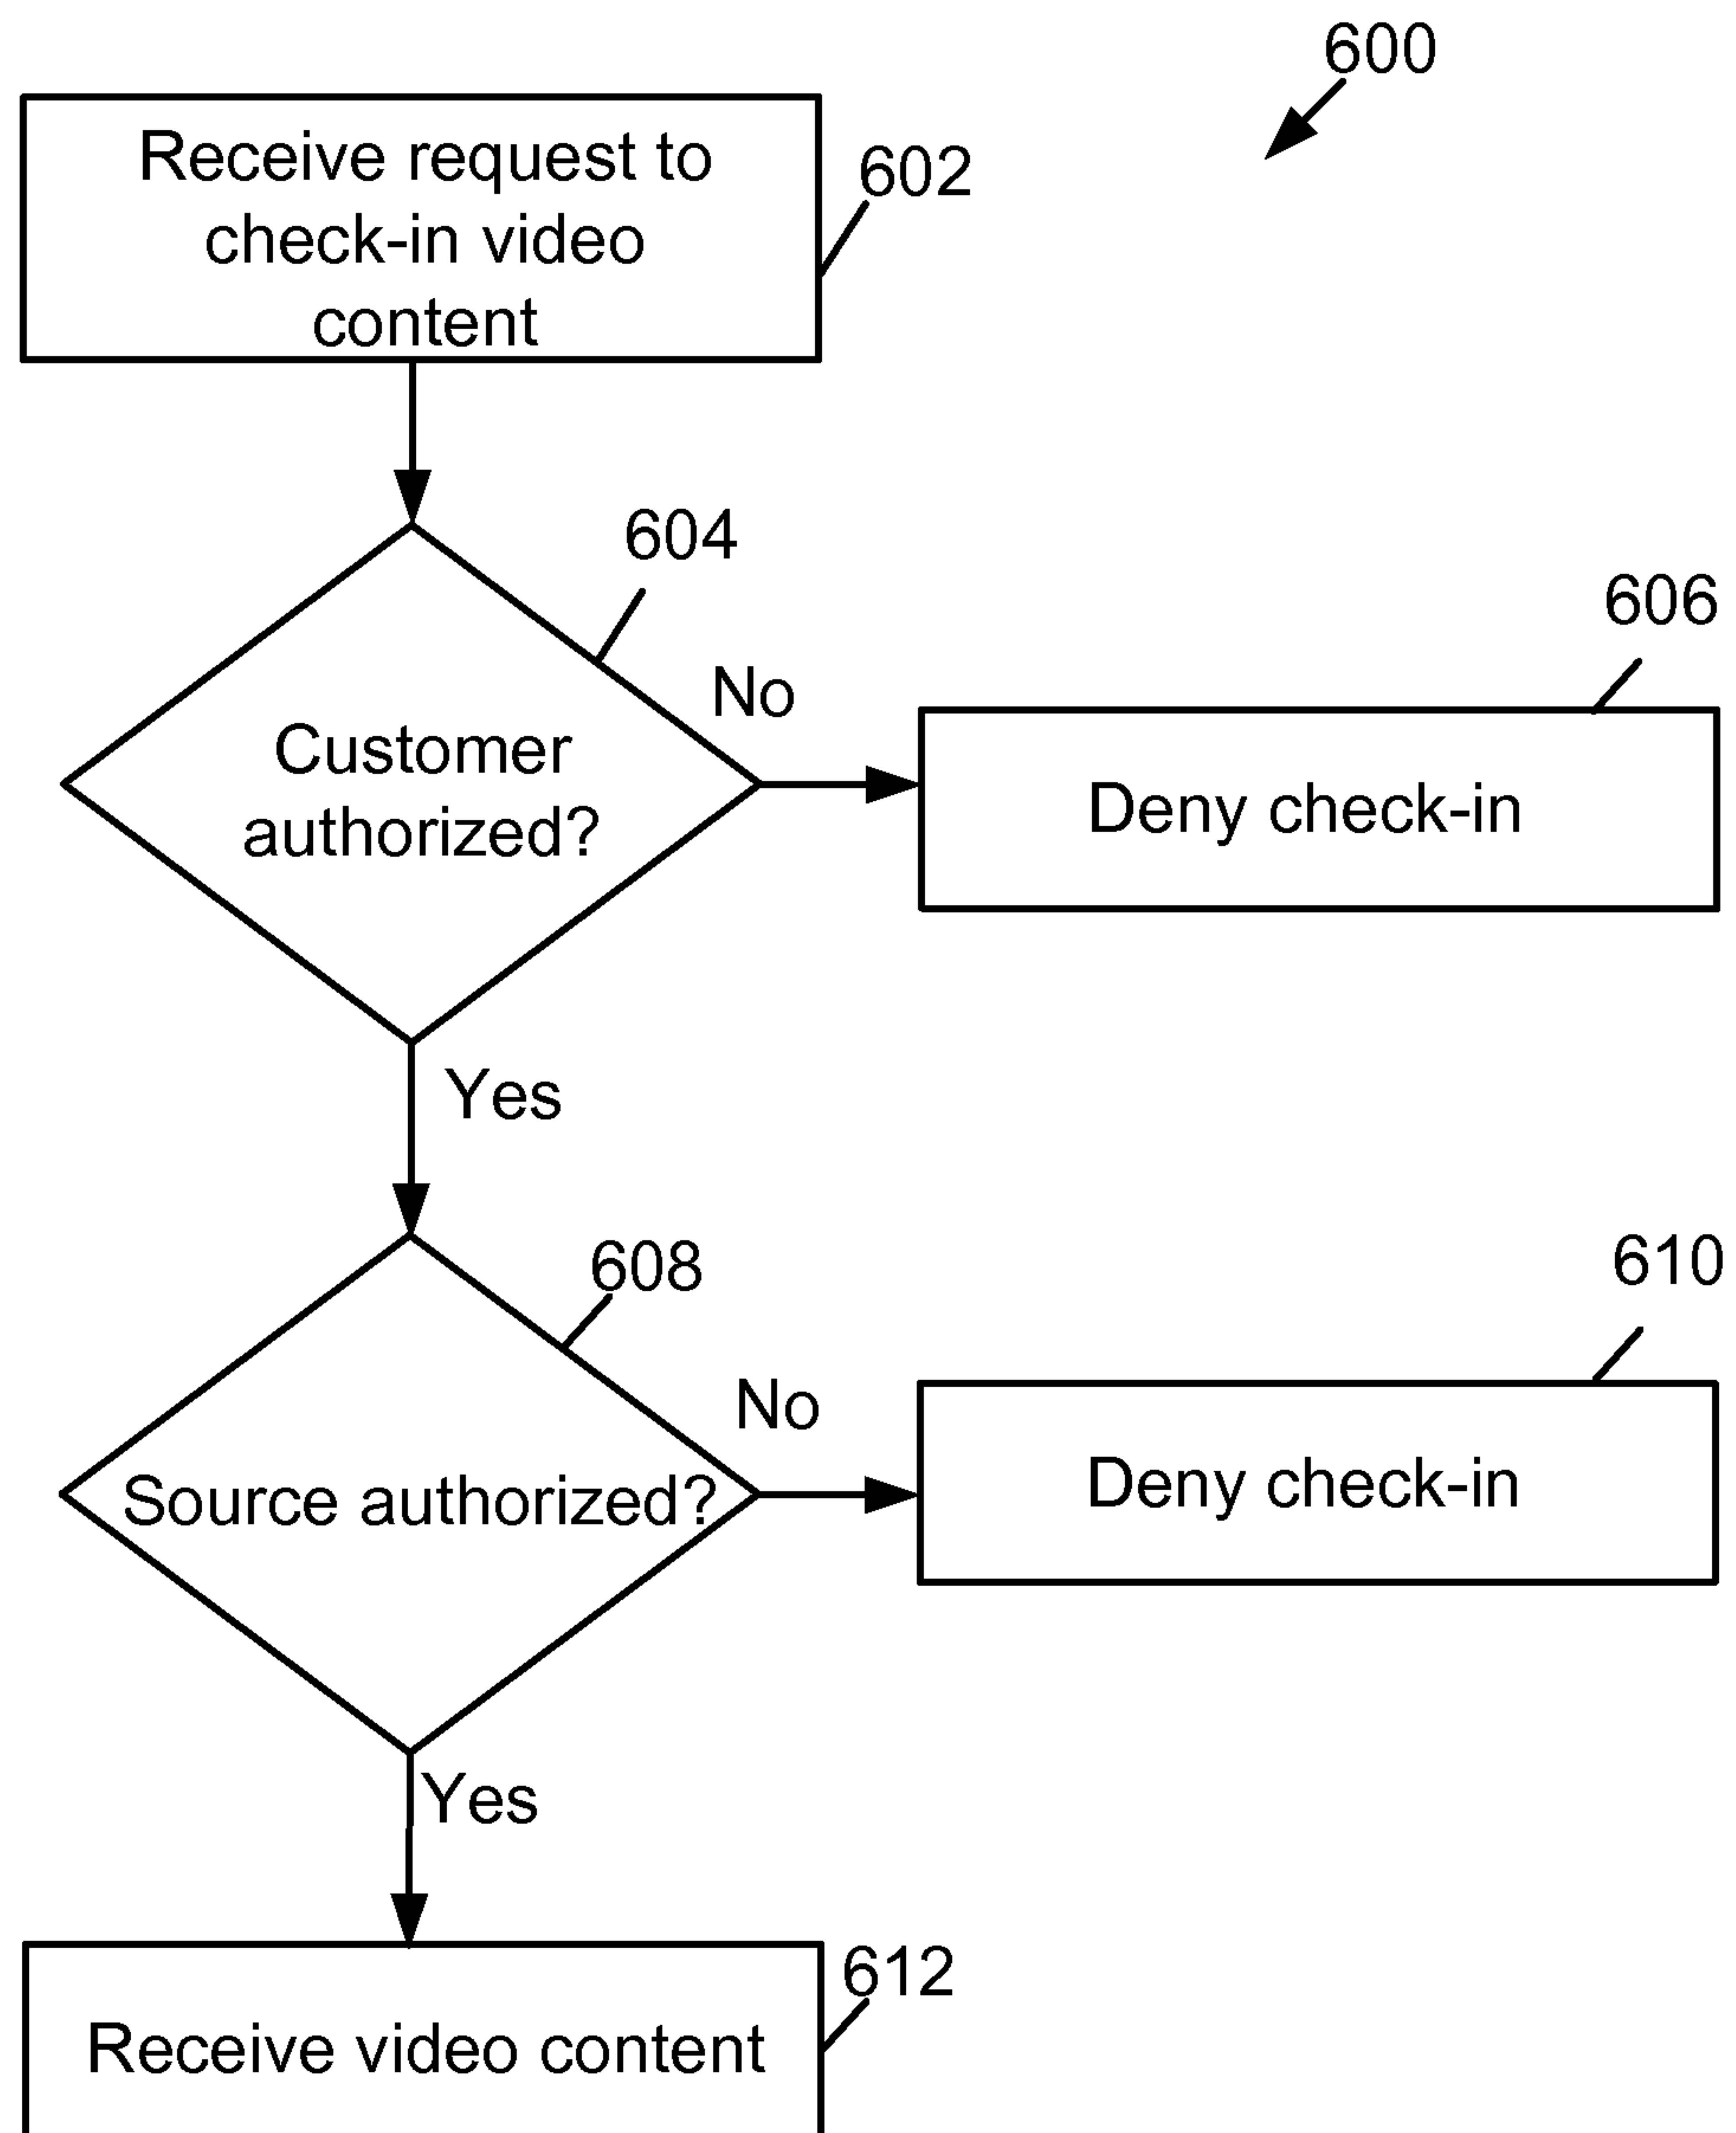 600
Receive request to
check-in video
content
602
604
606
No
Customer
authorized?
Deny check-in
Yes
608
610
No
Source authorized?
Deny check-in
Yes
612
Receive video content